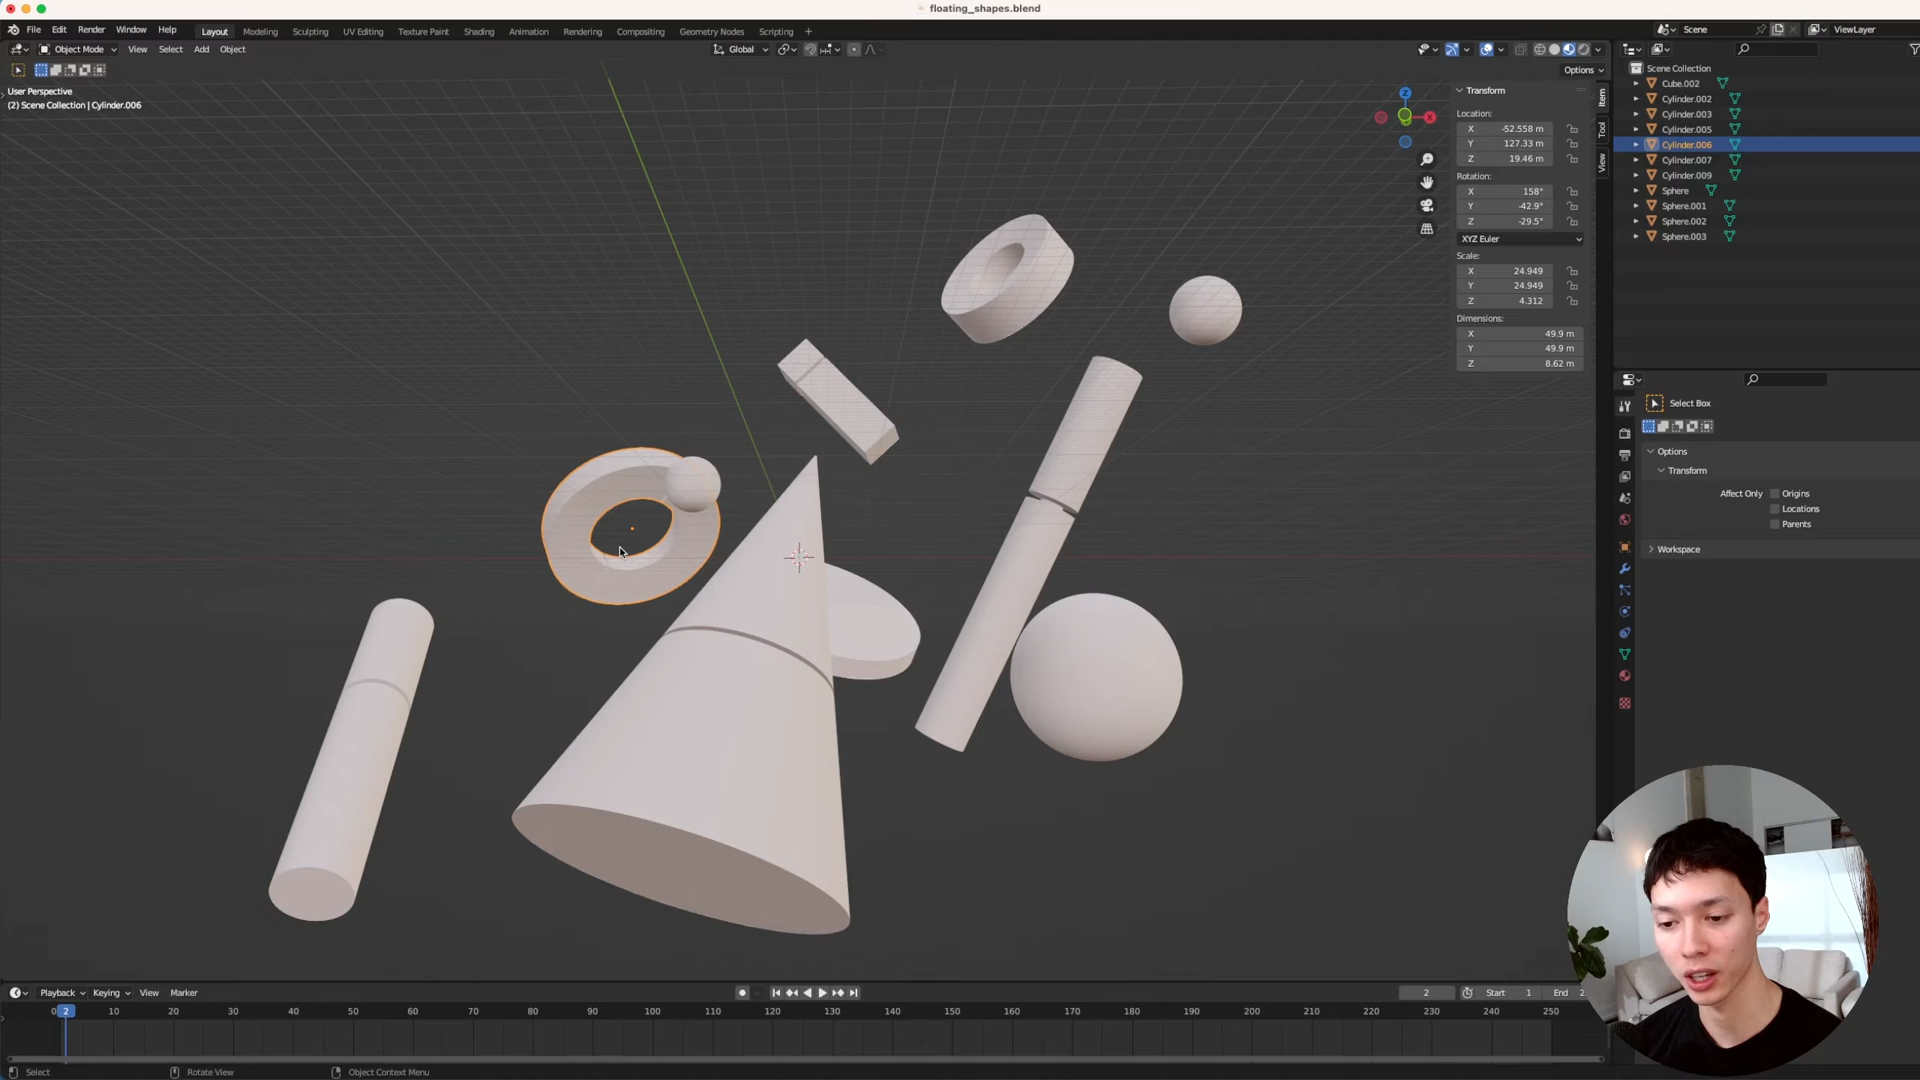 floating_shapes.blend
File Edit Render Window Help Layout Modeling Sculpting UV Editing Texture Paint Shading Animation Rendering Compositing Geometry Nodes Scripting + Scene ViewLayer
Object Mode View Select Add Object Global
Options
User Perspective
(2) Scene Collection | Cylinder.006
Transform
Location:
X -52.558 m
Y 127.33 m
Z 19.46 m
Rotation:
X 158°
Y -42.9°
Z -29.5°
XYZ Euler
Scale:
X 24.949
Y 24.949
Z 4.312
Dimensions:
X 49.9 m
Y 49.9 m
Z 8.62 m
Item
Tool
View
Z
X
Scene Collection
Cube.002
Cylinder.002
Cylinder.003
Cylinder.005
Cylinder.006
Cylinder.007
Cylinder.009
Sphere
Sphere.001
Sphere.002
Sphere.003
Select Box
Options
Transform
Affect Only Origins
Locations
Parents
Workspace
Playback Keying View Marker 2 Start 1 End 2
0 2 10 20 30 40 50 60 70 80 90 100 110 120 130 140 150 160 170 180 190 200 210 220 230 240 250
Select Rotate View Object Context Menu